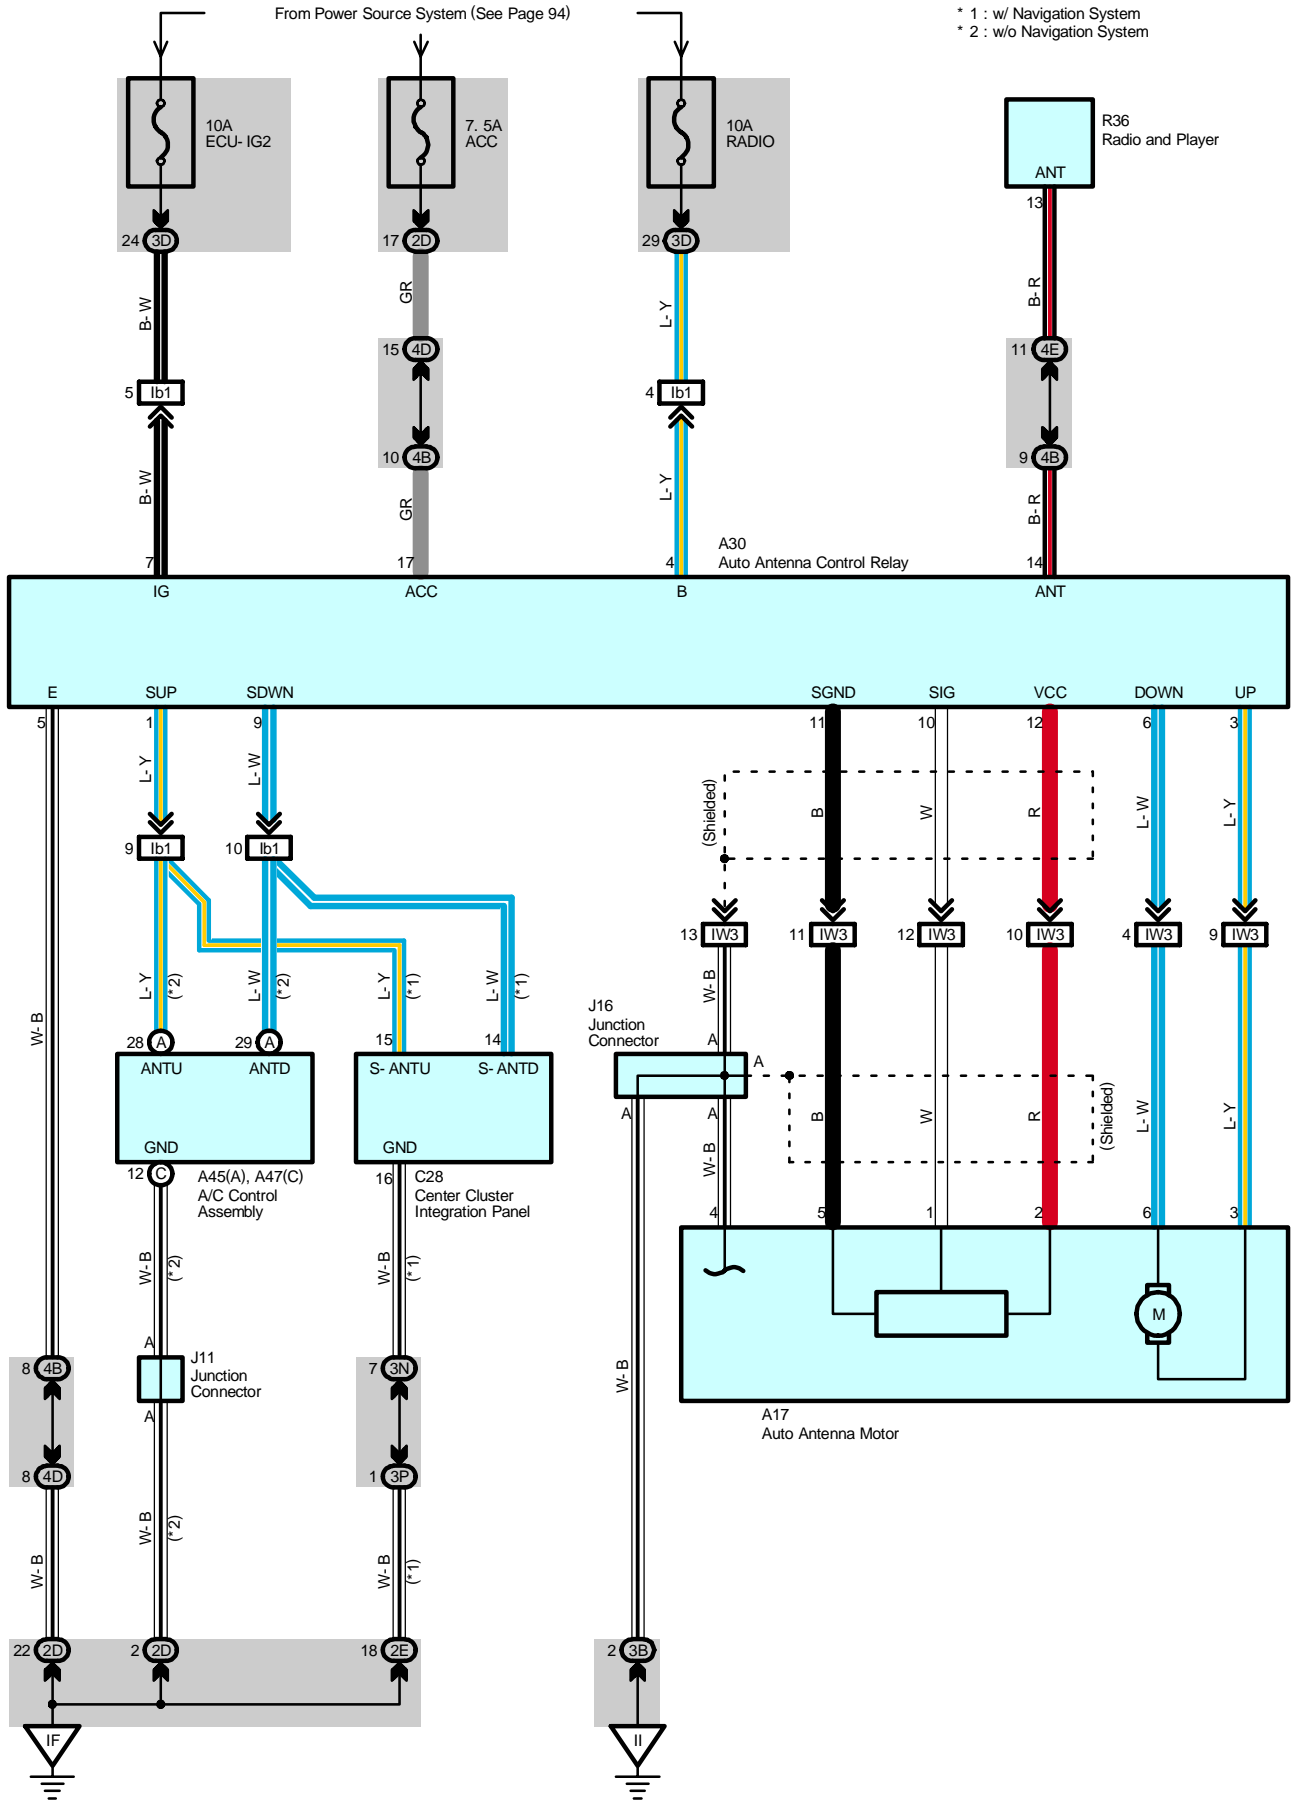 From Power Source System (See Page 94)
* 1 : w/ Navigation System
* 2 : w/o Navigation System
10A
ECU- IG2
7. 5A
ACC
10A
RADIO
R36
Radio and Player
ANT
13
24 3D
17 2D
29 3D
B- W
GR
L- Y
B- R
15 4D
11 4E
5 Ib1
4 Ib1
10 4B
9 4B
B- W
GR
L- Y
B- R
A30
Auto Antenna Control Relay
7
17
4
14
IG
ACC
B
ANT
E
SUP
SDWN
SGND
SIG
VCC
DOWN
UP
5
1
9
11
10
12
6
3
L- Y
L- W
(Shielded)
B
W
R
L- W
L- Y
9 Ib1
10 Ib1
13 IW3
11 IW3
12 IW3
10 IW3
4 IW3
9 IW3
W- B
L- Y
(* 2)
L- W
(* 2)
L- Y
(* 1)
L- W
(* 1)
W- B
J16
Junction
Connector
28 A
29 A
15
14
A
A
ANTU
ANTD
S- ANTU
S- ANTD
A
A
B
W
R
L- W
L- Y
(Shielded)
GND
GND
W- B
12 C
A45(A), A47(C)
A/C Control
Assembly
16
C28
Center Cluster
Integration Panel
4
5
1
2
6
3
W- B
(* 2)
W- B
(* 1)
M
A
J11
Junction
Connector
8 4B
7 3N
W- B
A
A17
Auto Antenna Motor
8 4D
1 3P
W- B
W- B
(* 2)
W- B
(* 1)
22 2D
2 2D
18 2E
2 3B
IF
II